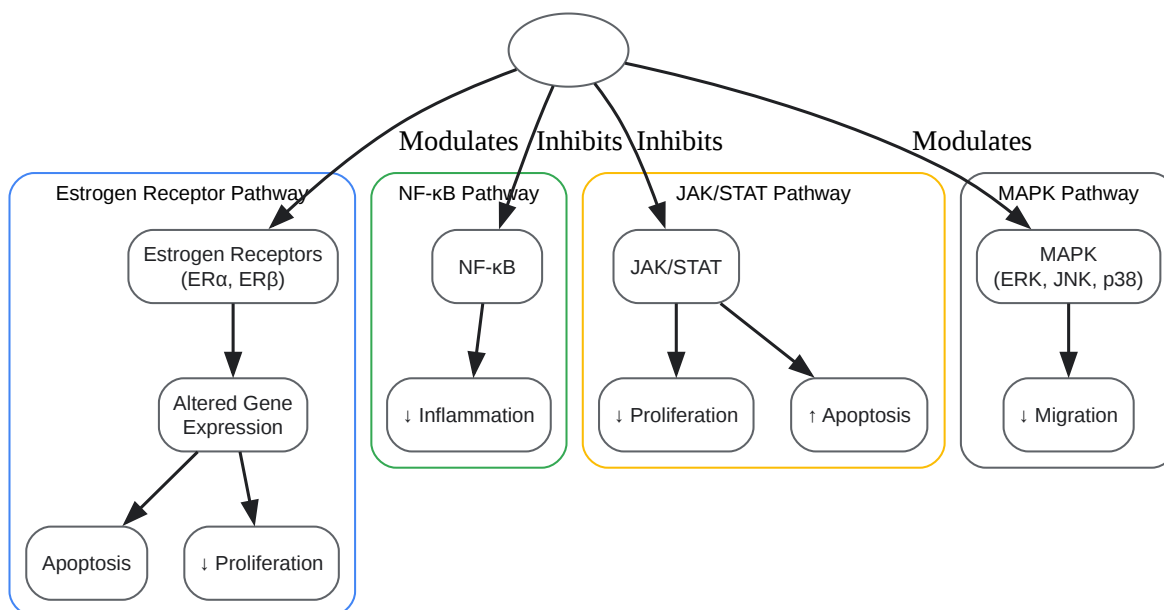 Modulates
Inhibits
Inhibits
Modulates
Estrogen Receptor Pathway
NF-κB Pathway
JAK/STAT Pathway
MAPK Pathway
Estrogen Receptors
(ERα, ERβ)
NF-κB
JAK/STAT
MAPK
(ERK, JNK, p38)
Altered Gene
Expression
↓ Inflammation
↓ Proliferation
↑ Apoptosis
↓ Migration
Apoptosis
↓ Proliferation